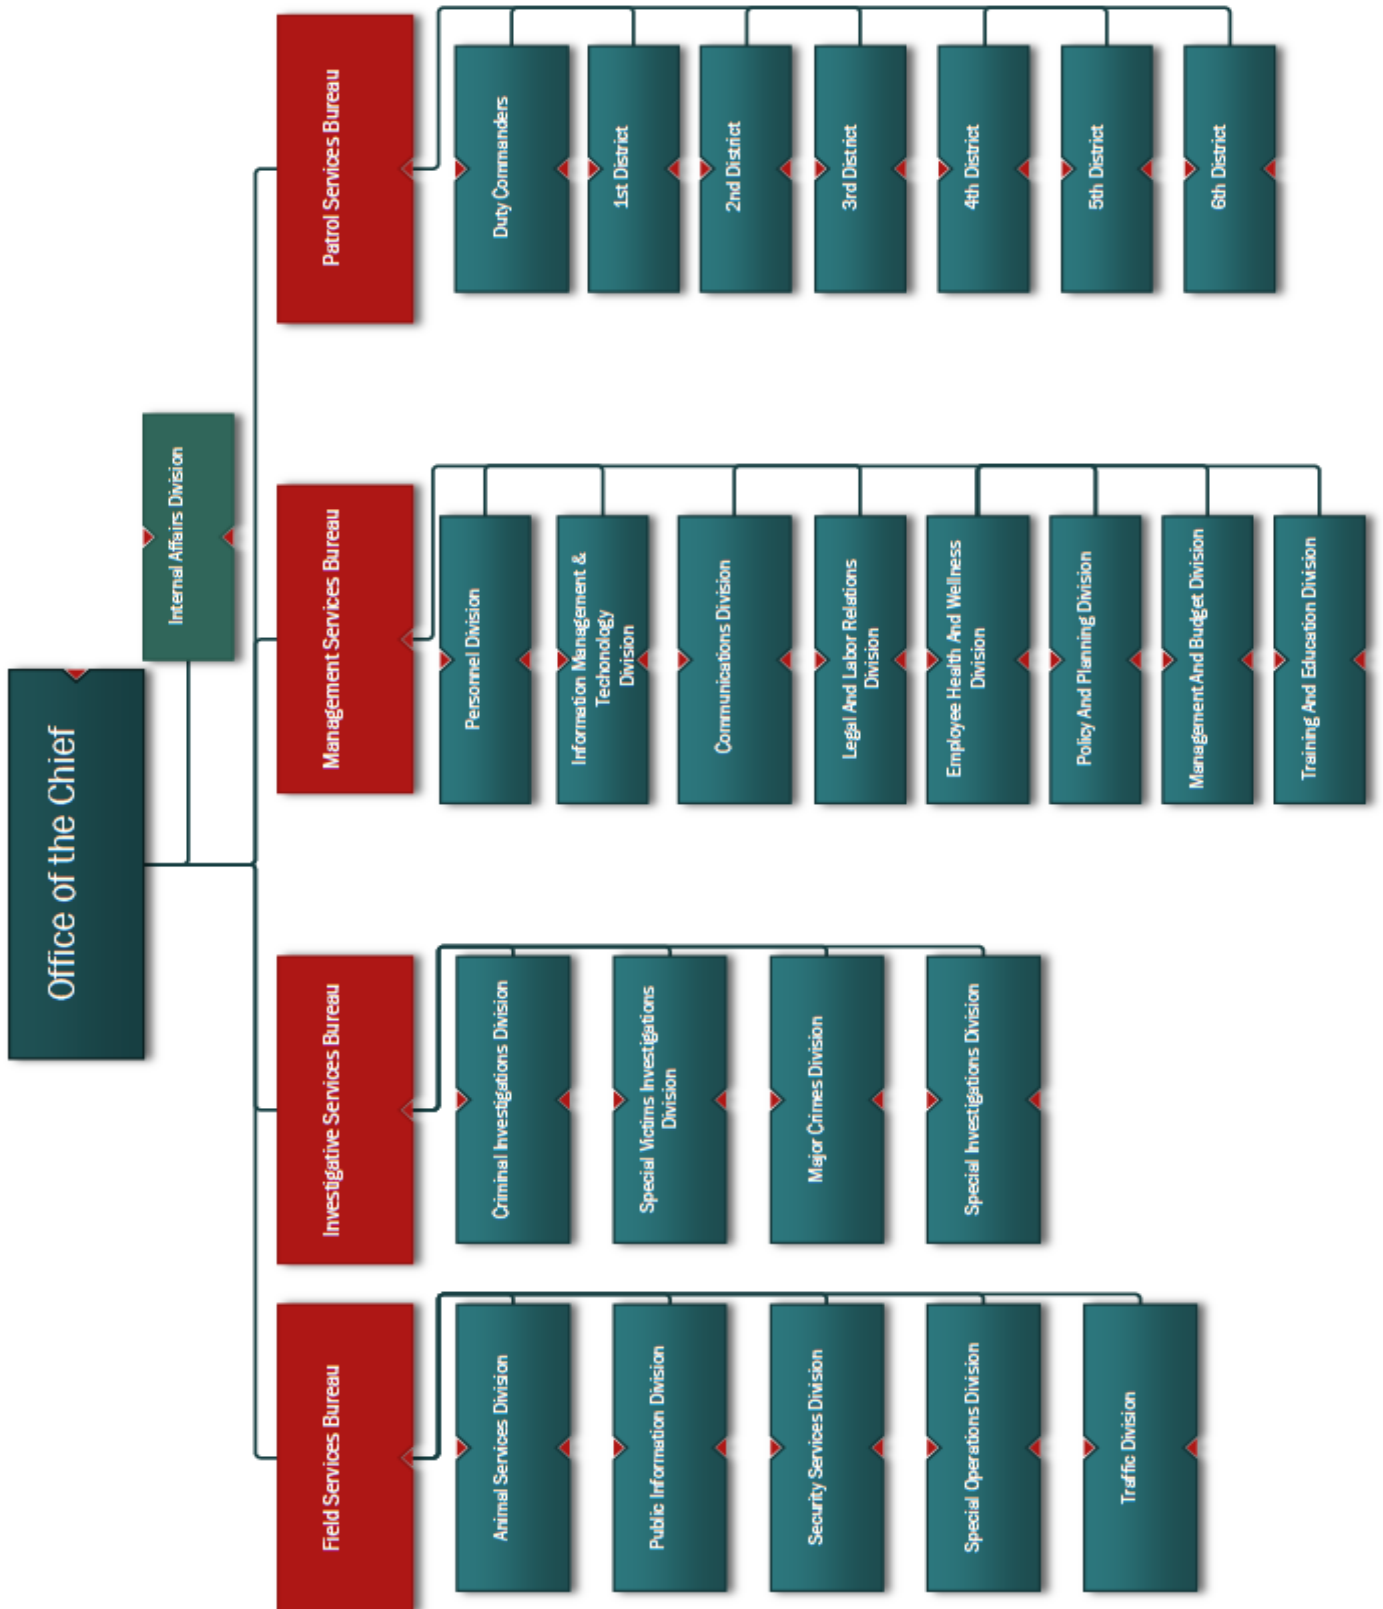 Office of the Chief
Internal Affairs Division
Field Services Bureau
Animal Services Division
Public Information Division
Security Services Division
Special Operations Division
Traffic Division
Investigative Services Bureau
Criminal Investigations Division
Special Victims Investigations
Division
Major Crimes Division
Special Investigations Division
Management Services Bureau
Personnel Division
Information Management &
Techonology
Division
Communications Division
Legal And Labor Relations
Division
Employee Health And Wellness
Division
Policy And Planning Division
Management And Budget Division
Training And Education Division
Patrol Services Bureau
Duty Commanders
1st District
2nd District
3rd District
4th District
5th District
6th District